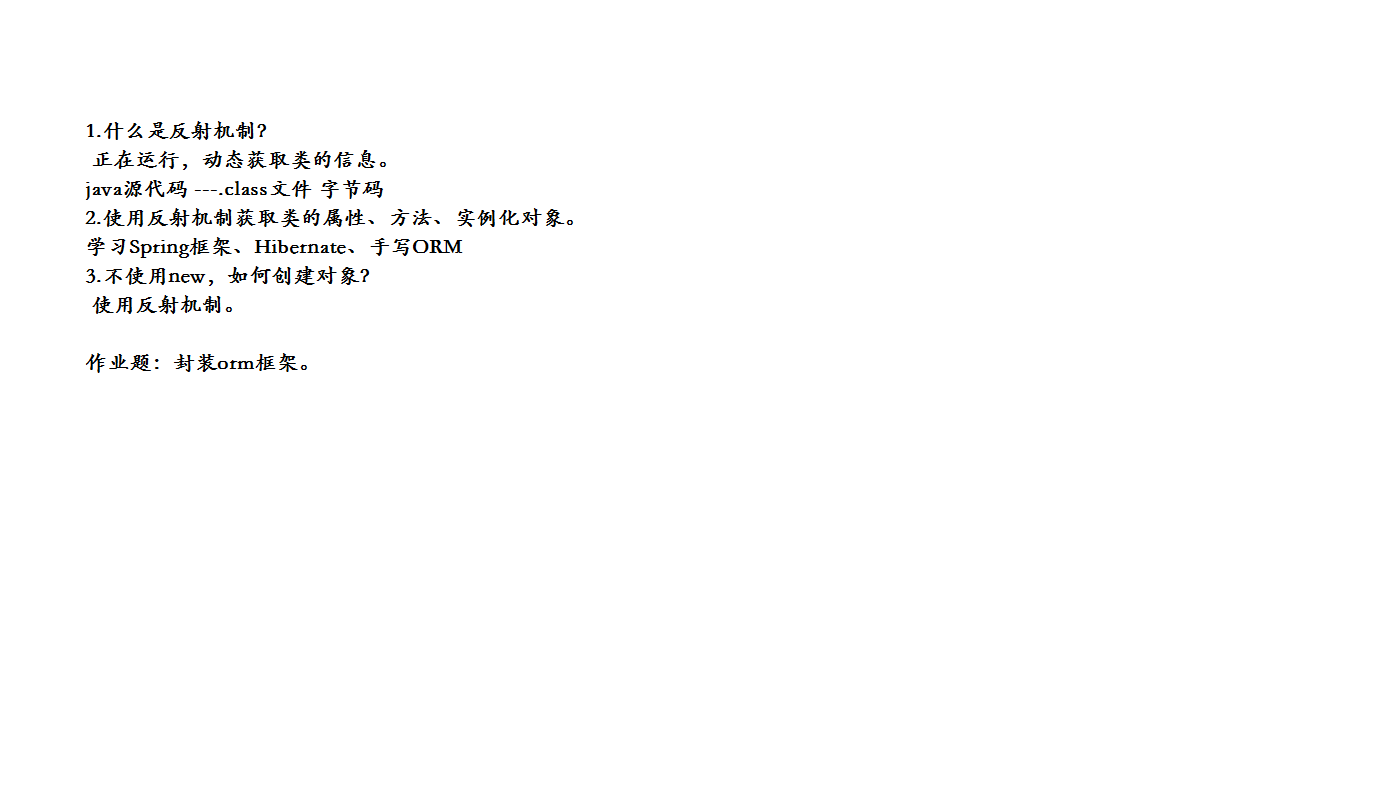 1.什么是反射机制？
正在运行，动态获取类的信息。
java源代码 ---.class文件 字节码
2.使用反射机制获取类的属性、方法、实例化对象。
学习Spring框架、Hibernate、手写ORM
3.不使用new，如何创建对象？
使用反射机制。
作业题：封装orm框架。